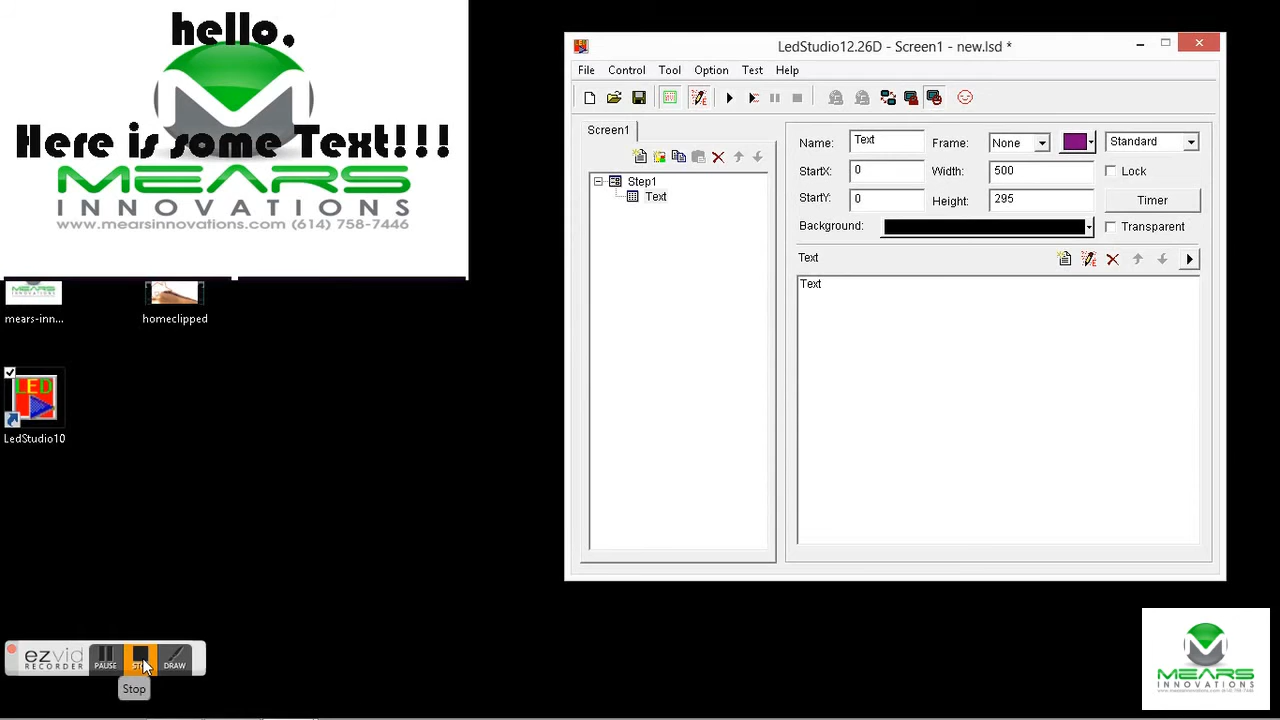 hello.
Here is some Text!!!
MEARS
INNOVATIONS
www.mearsinnovations.com (614) 758-7446
mears-inn...
homeclipped
LED
LedStudio10
LedStudio12.26D - Screen1 - new.lsd *
File Control Tool Option Test Help
Screen1
Step1
Text
Name: Text Frame: None Standard
StartX: 0 Width: 500 Lock
StartY: 0 Height: 295 Timer
Background: Transparent
Text
Text
ezvid
RECORDER
PAUSE
DRAW
Stop
MEARS
INNOVATIONS